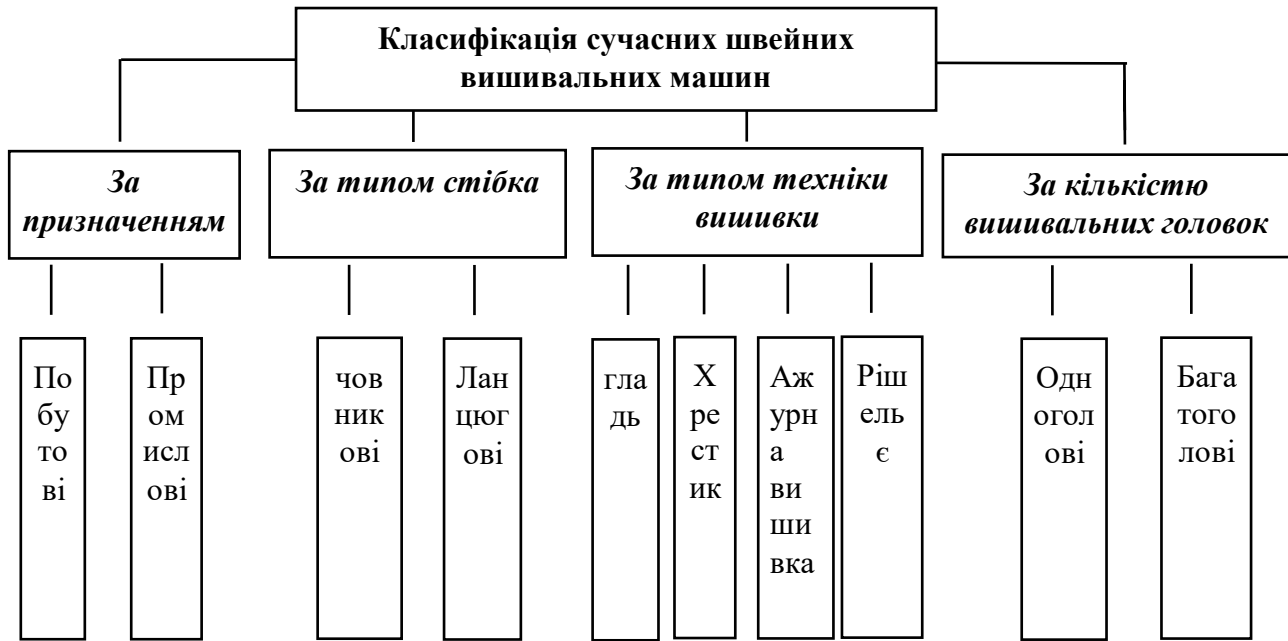 Класифікація сучасних швейних
вишивальних машин
За
призначенням
За типом стібка
За типом техніки
вишивки
За кількістю
вишивальних головок
По
бу
то
ві
Пр
ом
исл
ові
чов
ник
ові
Лан
цюг
ові
гла
дь
Х
ре
ст
ик
Аж
урн
а
ви
ши
вка
Ріш
ель
є
Одн
огол
ові
Бага
того
лові